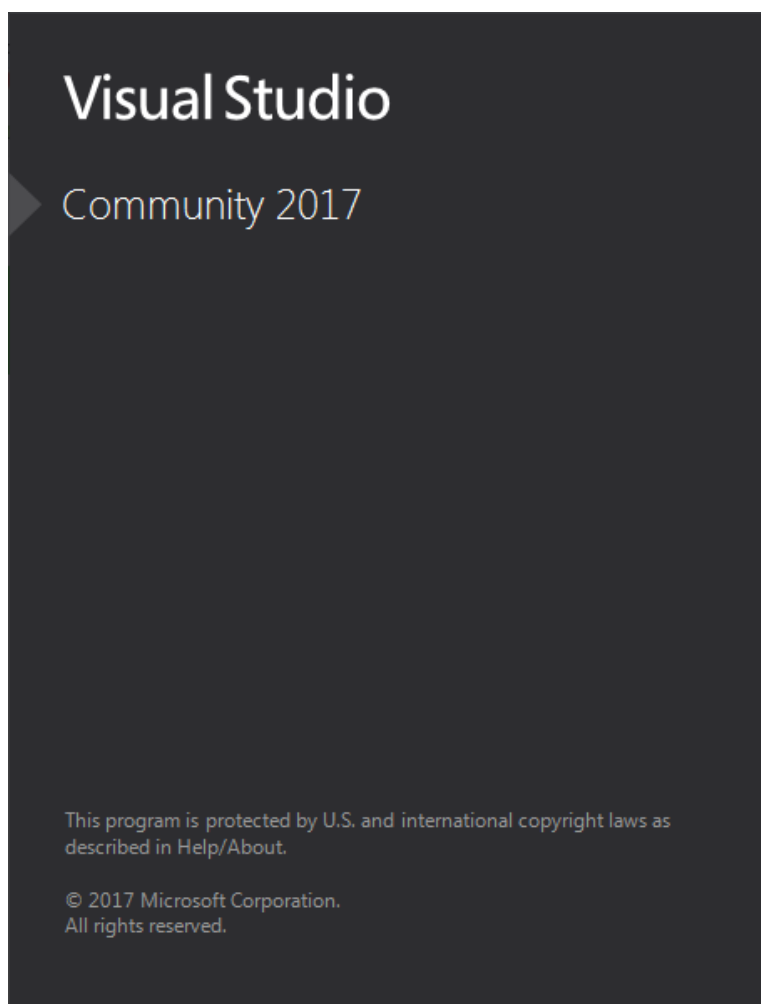 Visual Studio
Community 2017
This program is protected by U.S. and international copyright laws as
described in Help/About.
© 2017 Microsoft Corporation.
All rights reserved.